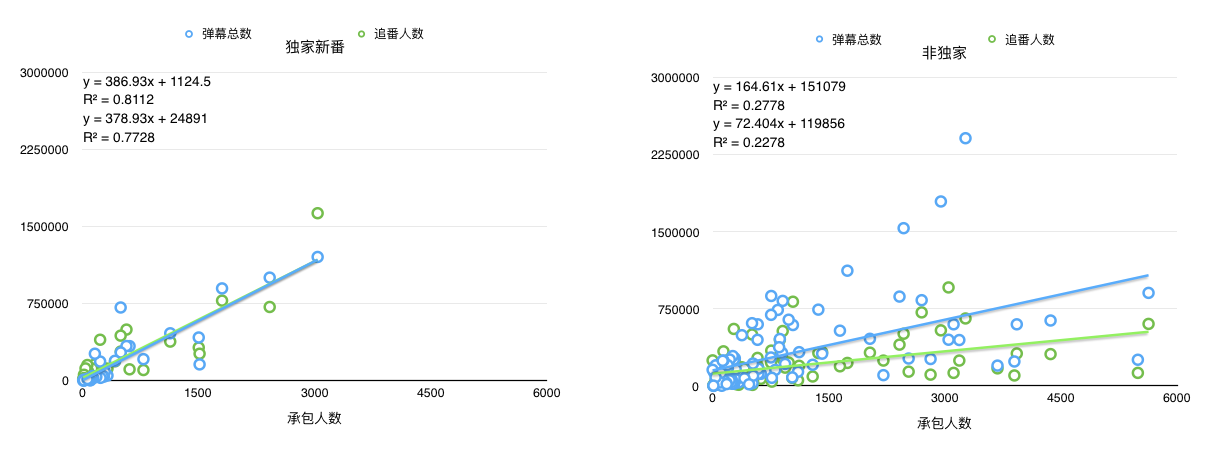 弹幕总数 追番人数
独家新番
3000000
y = 386.93x + 1124.5
R² = 0.8112
y = 378.93x + 24891
R² = 0.7728
2250000
1500000
750000
0
0 1500 3000 4500 6000
承包人数
弹幕总数 追番人数
非独家
3000000
y = 164.61x + 151079
R² = 0.2778
y = 72.404x + 119856
R² = 0.2278
2250000
1500000
750000
0
0 1500 3000 4500 6000
承包人数